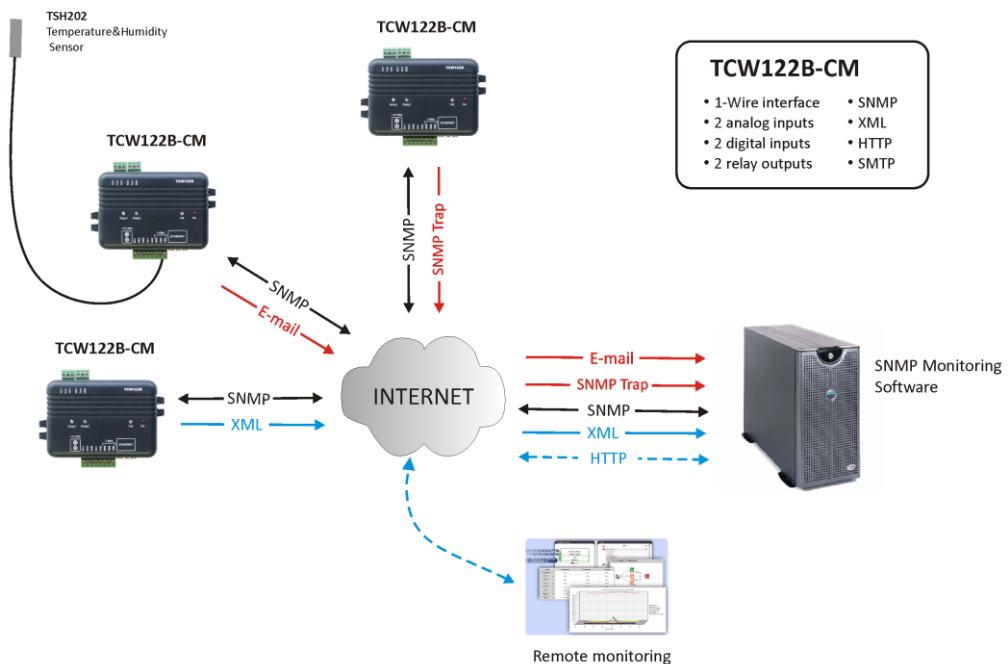 TSH202
Temperature&Humidity
Sensor
TCW122B-CM
TCW122B-CM
• 1-Wire interface
• 2 analog inputs
• 2 digital inputs
• 2 relay outputs
• SNMP
• XML
• HTTP
• SMTP
TCW122B-CM
SNMP
SNMP Trap
SNMP
E-mail
TCW122B-CM
SNMP
XML
INTERNET
E-mail
SNMP Trap
SNMP
XML
HTTP
SNMP Monitoring
Software
Remote monitoring